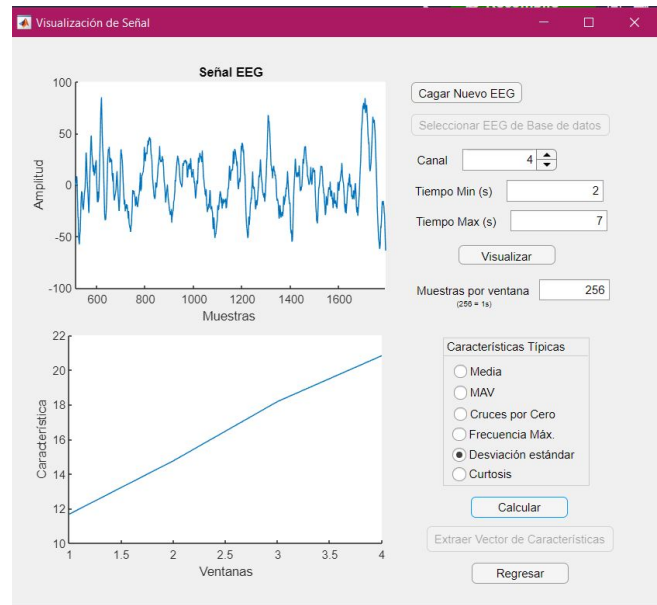 Visualización de Señal
Señal EEG
100
50
0
-50
-100
Amplitud
600 800 1000 1200 1400 1600
Muestras
22
20
18
16
14
12
10
Característica
1 1.5 2 2.5 3 3.5 4
Ventanas
Cagar Nuevo EEG
Seleccionar EEG de Base de datos
Canal 4
Tiempo Min (s) 2
Tiempo Max (s) 7
Visualizar
Muestras por ventana 256
(256 = 1s)
Características Típicas
Media
MAV
Cruces por Cero
Frecuencia Máx.
Desviación estándar
Curtosis
Calcular
Extraer Vector de Características
Regresar